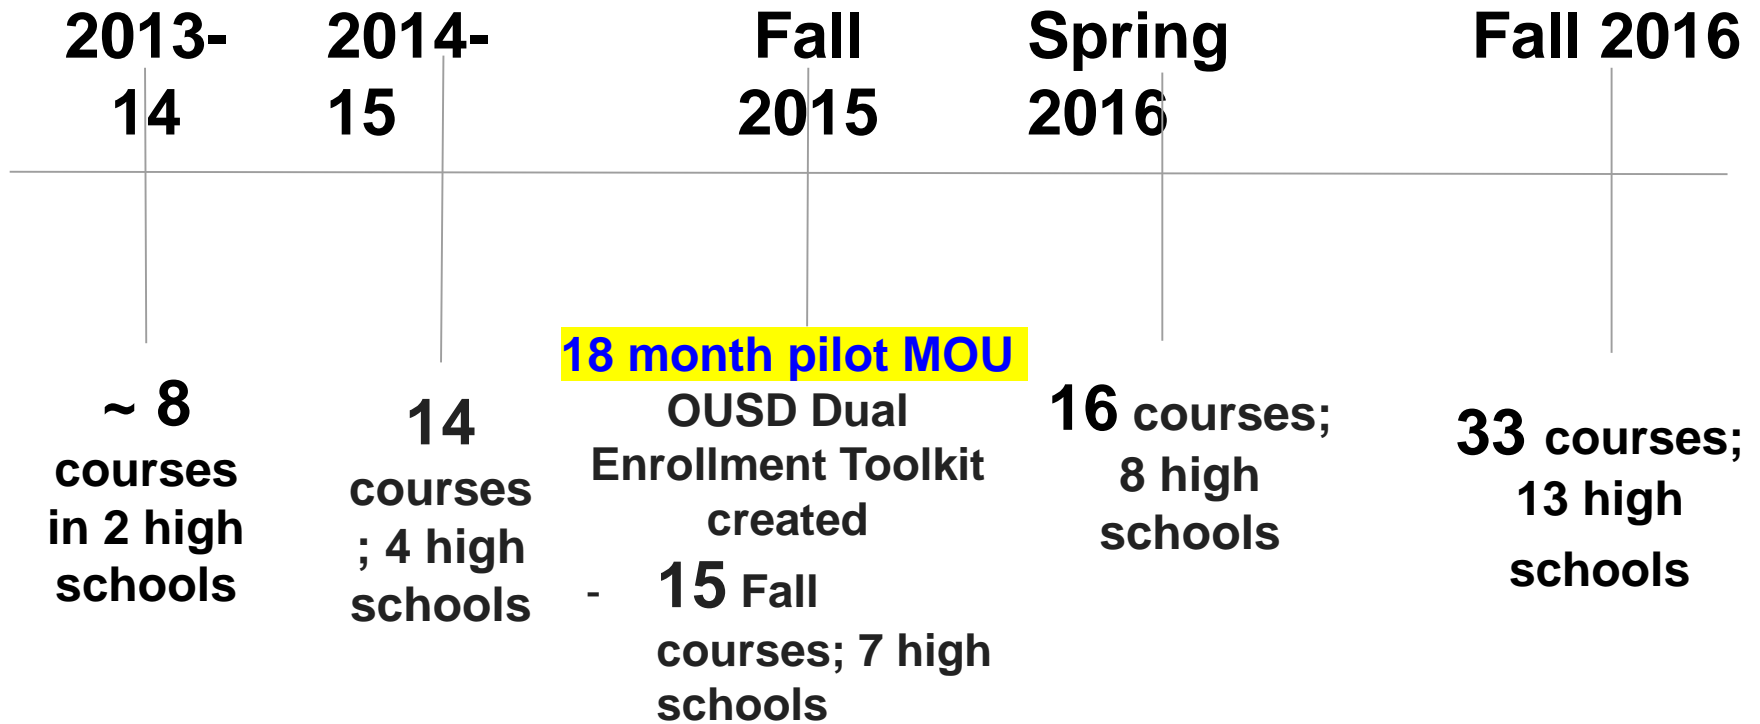 2013-
14
2014-
15
Fall
2015
Spring
2016
Fall 2016
~ 8
courses
in 2 high
schools
14
courses
; 4 high
schools
18 month pilot MOU
OUSD Dual
Enrollment Toolkit
created
- 15 Fall
courses; 7 high
schools
16 courses;
8 high
schools
33 courses;
13 high
schools